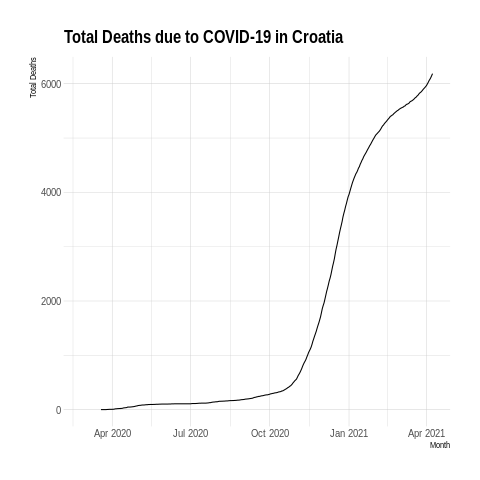 Total Deaths due to COVID-19 in Croatia
Total Deaths
6000
4000
2000
0
Apr 2020 Jul 2020 Oct 2020 Jan 2021 Apr 2021
Month